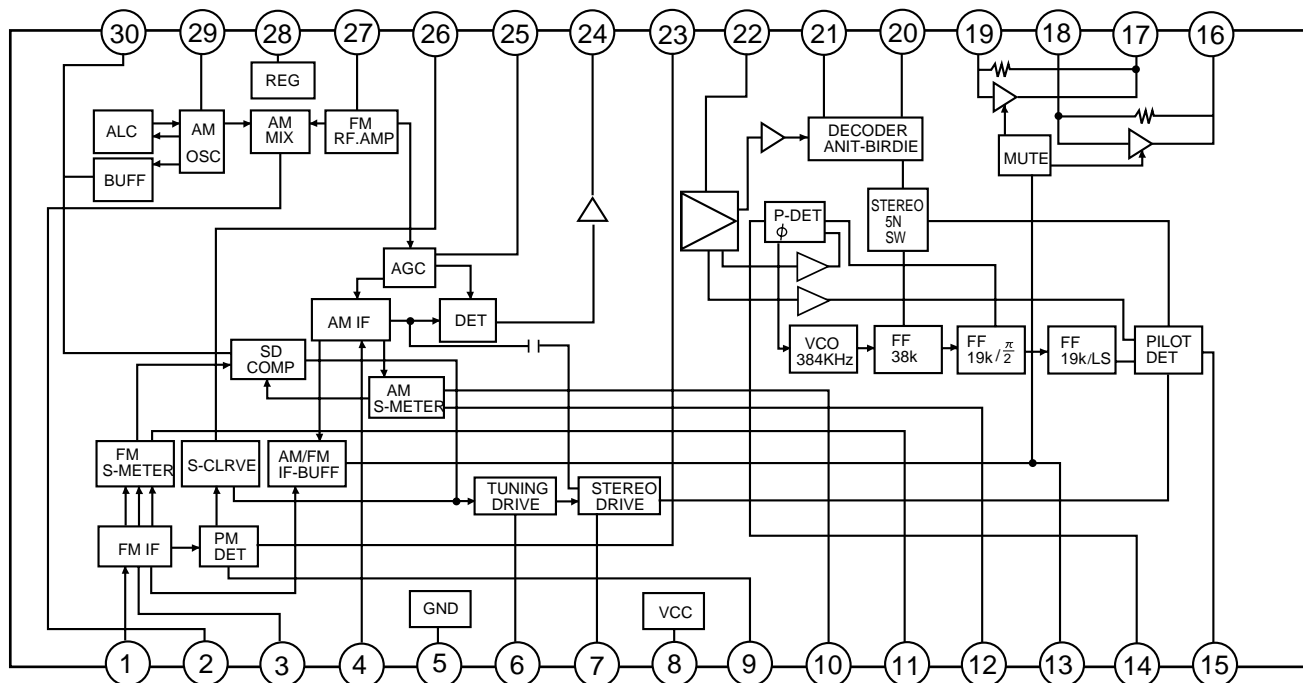 30 29 28 27 26 25 24 23 22 21 20 19 18 17 16
REG
ALC
AM
OSC
AM
MIX
FM
RF.AMP
BUFF
DECODER
ANIT-BIRDIE
MUTE
STEREO
5N
SW
P-DET
ϕ
AGC
AM IF
DET
SD
COMP
VCO
384KHz
FF
38k
FF
19k/π/2
FF
19k/LS
PILOT
DET
AM
S-METER
FM
S-METER
S-CLRVE
AM/FM
IF-BUFF
TUNING
DRIVE
STEREO
DRIVE
FM IF
PM
DET
GND
VCC
1 2 3 4 5 6 7 8 9 10 11 12 13 14 15